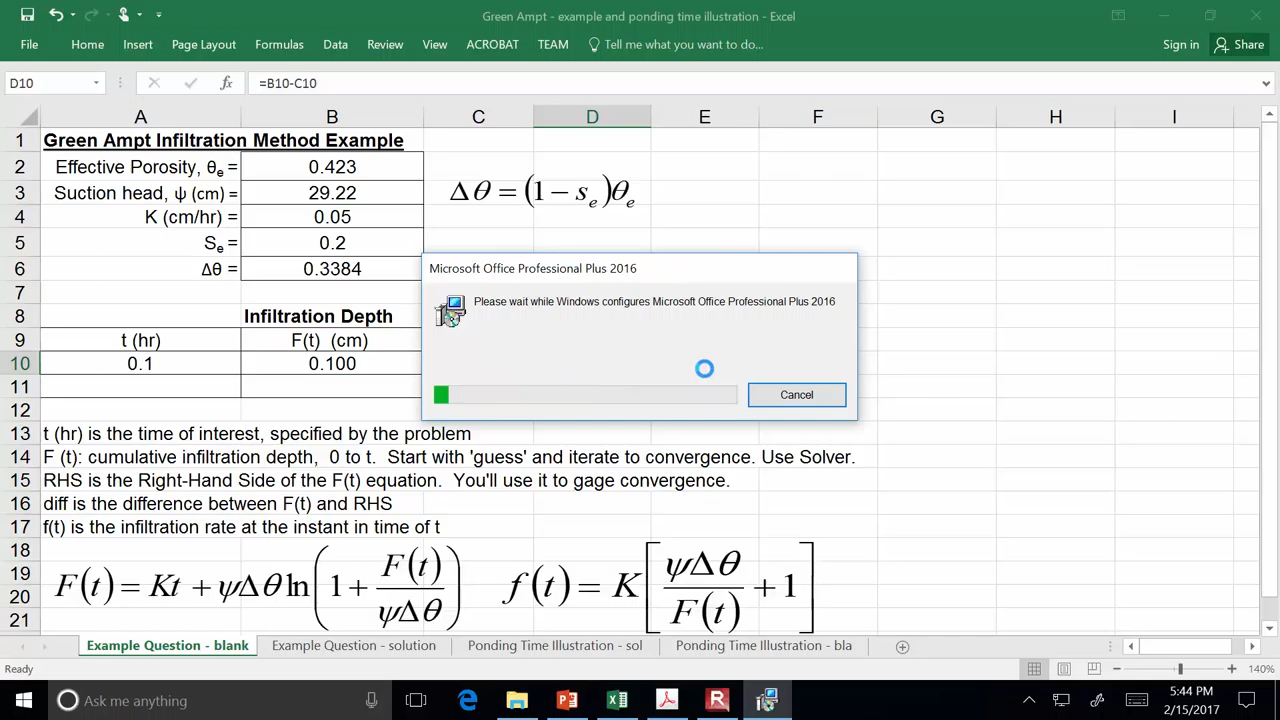 Green Ampt - example and ponding time illustration - Excel
File Home Insert Page Layout Formulas Data Review View ACROBAT TEAM Tell me what you want to do... Sign in Share
D10 fx =B10-C10
A B C D E F G H I
1 Green Ampt Infiltration Method Example
2 Effective Porosity, θe = 0.423
3 Suction head, ψ (cm) = 29.22 Δθ = (1 − se)θe
4 K (cm/hr) = 0.05
5 Se = 0.2
6 Δθ = 0.3384
Microsoft Office Professional Plus 2016
7
Please wait while Windows configures Microsoft Office Professional Plus 2016
8 Infiltration Depth
9 t (hr) F(t) (cm)
10 0.1 0.100
11
Cancel
12
13 t (hr) is the time of interest, specified by the problem
14 F (t): cumulative infiltration depth, 0 to t. Start with 'guess' and iterate to convergence. Use Solver.
15 RHS is the Right-Hand Side of the F(t) equation. You'll use it to gage convergence.
16 diff is the difference between F(t) and RHS
17 f(t) is the infiltration rate at the instant in time of t
18
19
20
21
F(t) = Kt + ψΔθ ln(1 + F(t)/ψΔθ) f(t) = K[ψΔθ/F(t) + 1]
Example Question - blank Example Question - solution Ponding Time Illustration - sol Ponding Time Illustration - bla
Ready 140%
Ask me anything 5:44 PM
2/15/2017